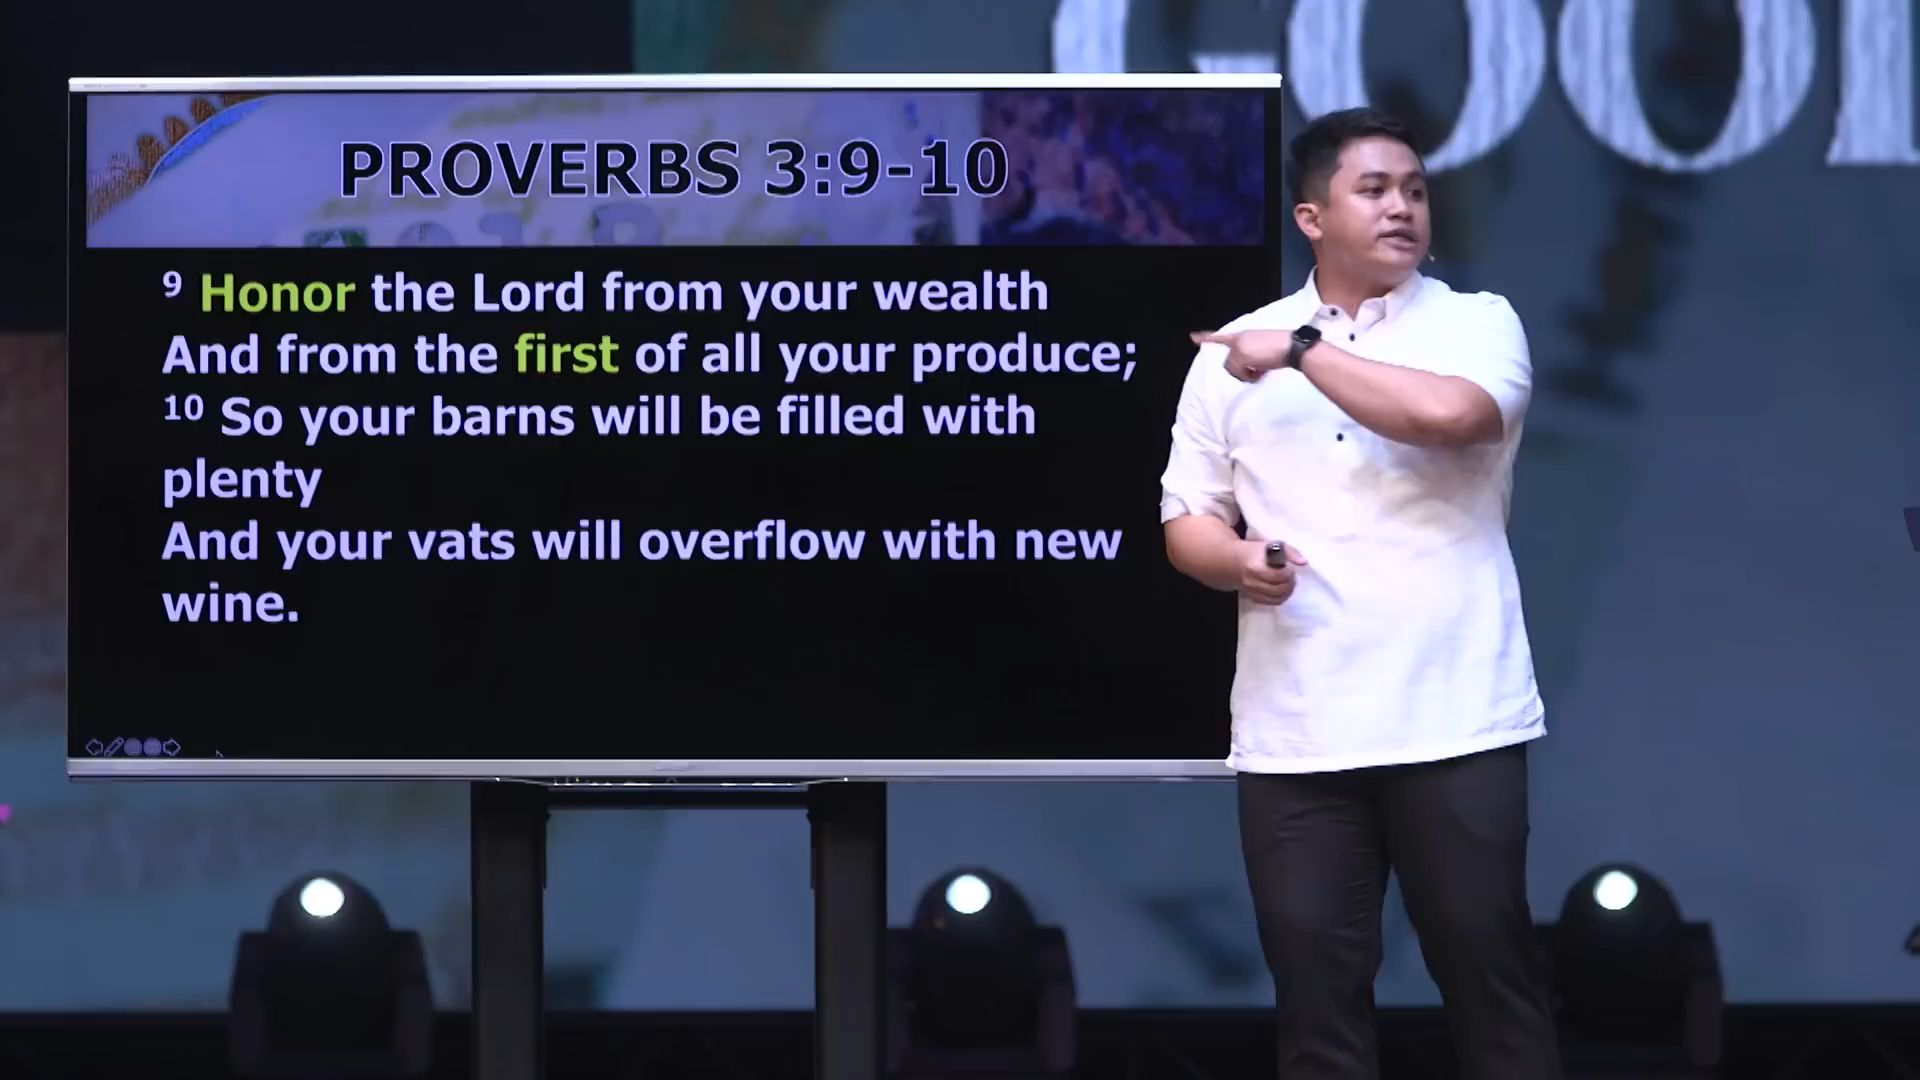 PROVERBS 3:9-10
9 Honor the Lord from your wealth
And from the first of all your produce;
10 So your barns will be filled with
plenty
And your vats will overflow with new
wine.